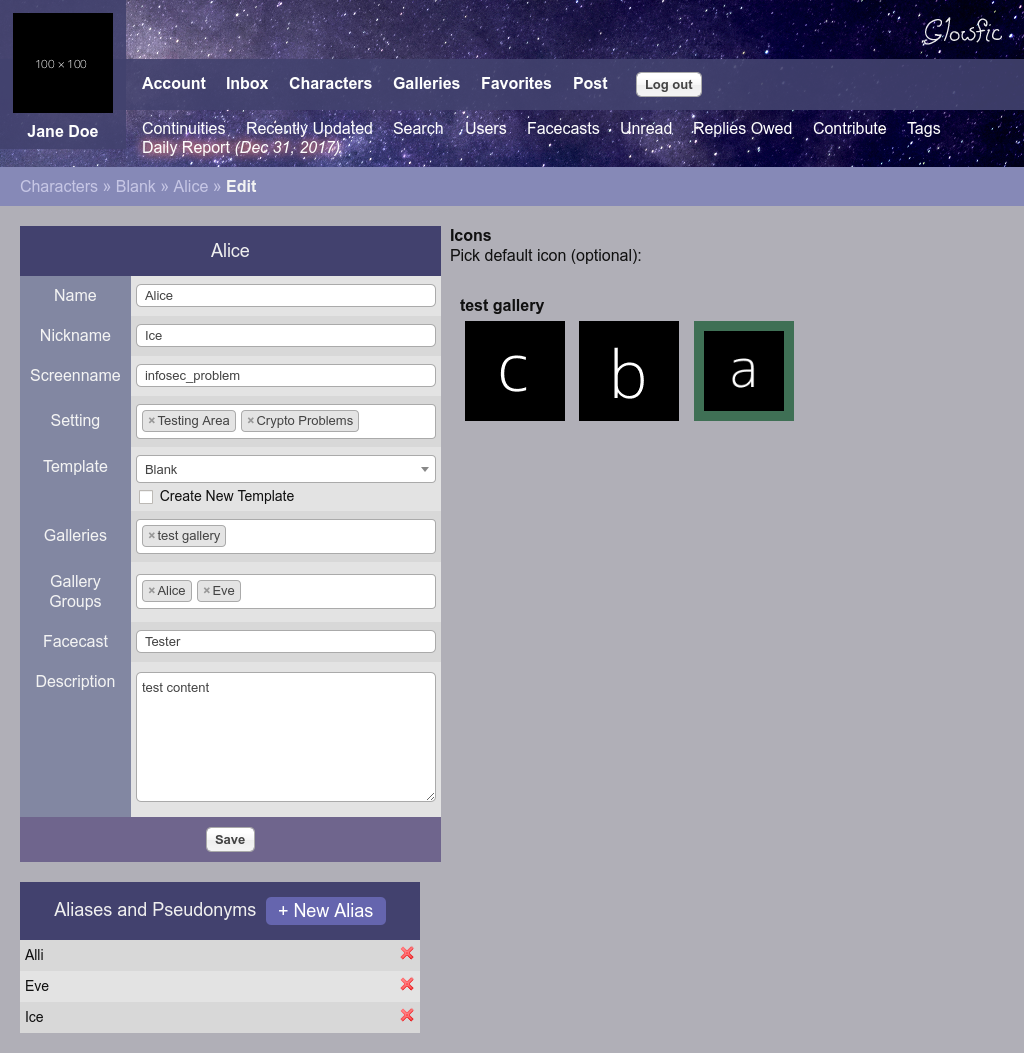 100 × 100
Glowfic
Account Inbox Characters Galleries Favorites Post Log out
Jane Doe
Continuities Recently Updated Search Users Facecasts Unread Replies Owed Contribute Tags
Daily Report (Dec 31, 2017)
Characters » Blank » Alice » Edit
Alice
Name Alice
Nickname Ice
Screenname infosec_problem
Setting ×Testing Area ×Crypto Problems
Template Blank
Create New Template
Galleries ×test gallery
Gallery
Groups ×Alice ×Eve
Facecast Tester
Description test content
Save
Icons
Pick default icon (optional):
test gallery
c b a
Aliases and Pseudonyms + New Alias
Alli
Eve
Ice